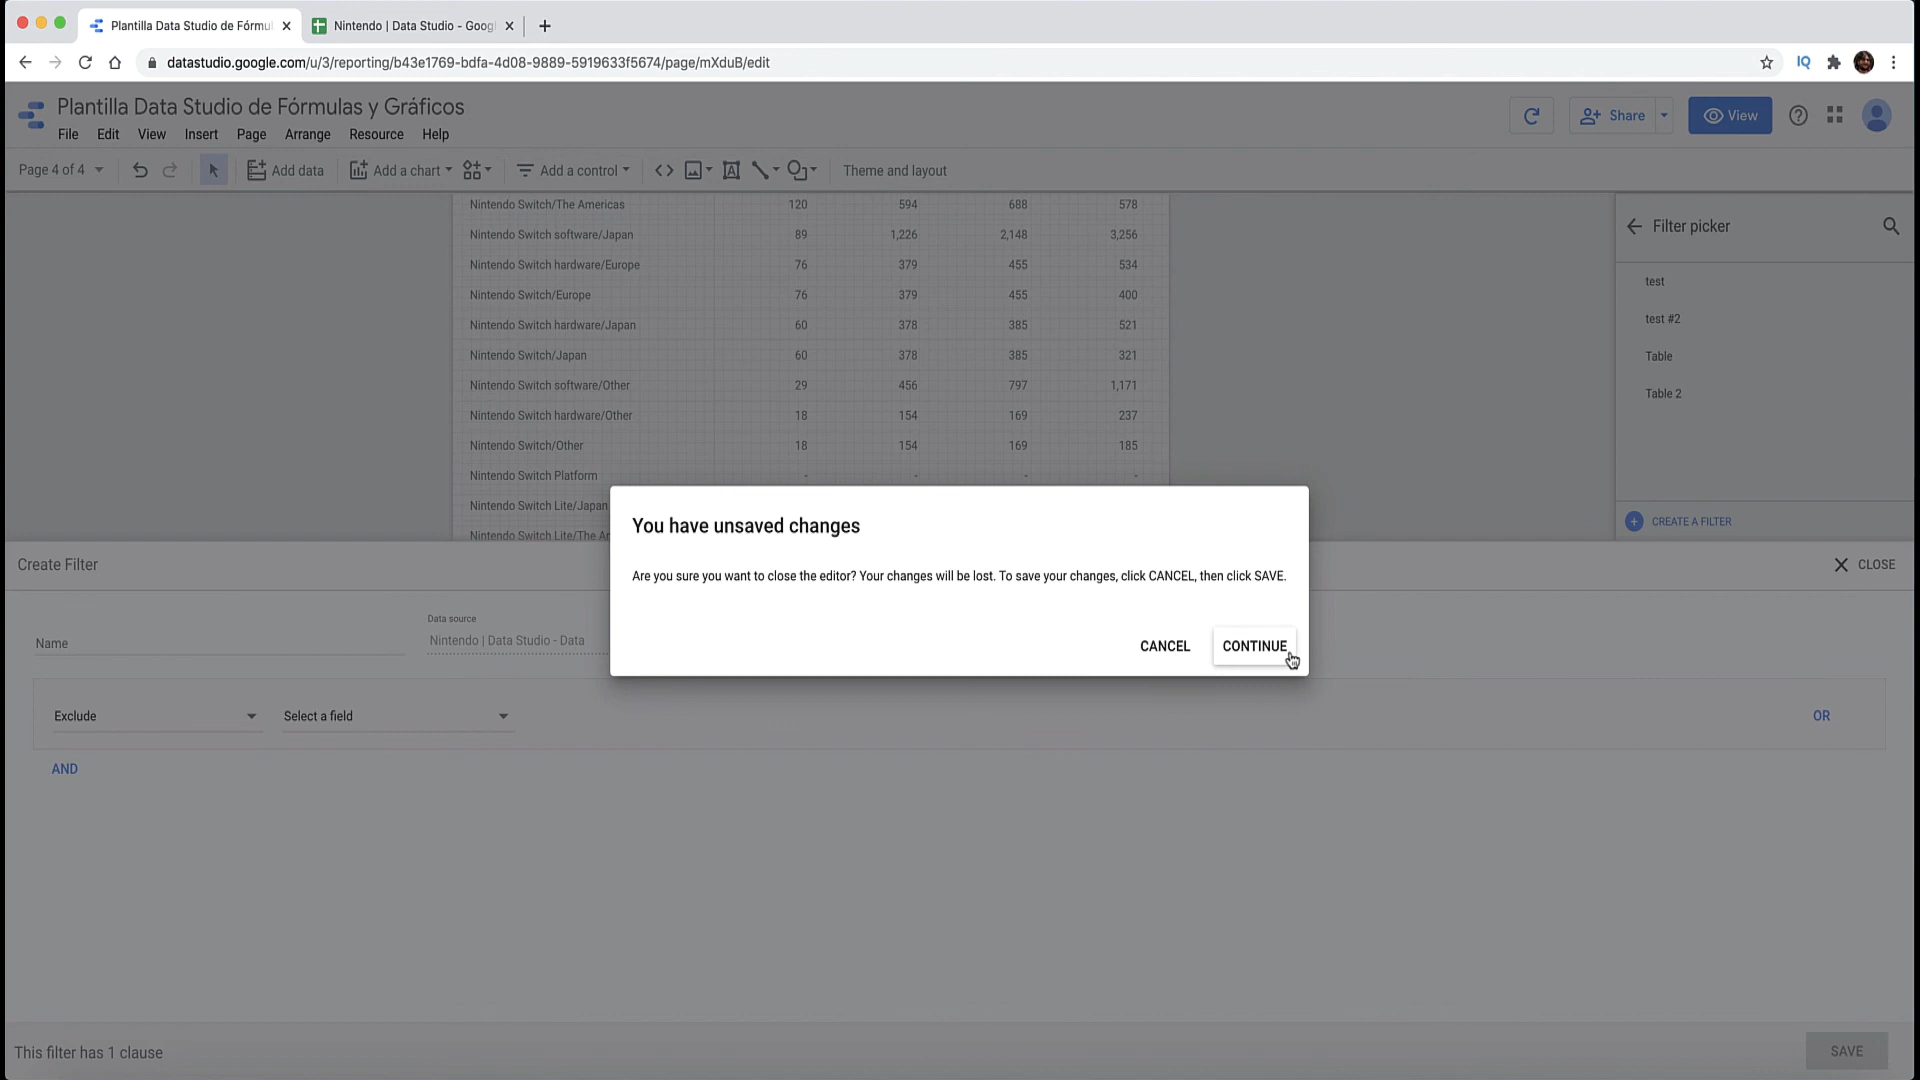 Plantilla Data Studio de Fórmu
Nintendo | Data Studio - Goog
datastudio.google.com/u/3/reporting/b43e1769-bdfa-4d08-9889-5919633f5674/page/mXduB/edit
IQ
Plantilla Data Studio de Fórmulas y Gráficos
File Edit View Insert Page Arrange Resource Help
Share
View
Page 4 of 4
Add data
Add a chart
Add a control
Theme and layout
Nintendo Switch/The Americas 120 594 688 578
Nintendo Switch software/Japan 89 1,226 2,148 3,256
Nintendo Switch hardware/Europe 76 379 455 534
Nintendo Switch/Europe 76 379 455 400
Nintendo Switch hardware/Japan 60 378 385 521
Nintendo Switch/Japan 60 378 385 321
Nintendo Switch software/Other 29 456 797 1,171
Nintendo Switch hardware/Other 18 154 169 237
Nintendo Switch/Other 18 154 169 185
Nintendo Switch Platform - - - -
Nintendo Switch Lite/Japan
Nintendo Switch Lite/The Am
Filter picker
test
test #2
Table
Table 2
CREATE A FILTER
You have unsaved changes
Are you sure you want to close the editor? Your changes will be lost. To save your changes, click CANCEL, then click SAVE.
CANCEL CONTINUE
Create Filter
CLOSE
Name
Data source
Nintendo | Data Studio - Data
Exclude
Select a field
OR
AND
This filter has 1 clause
SAVE